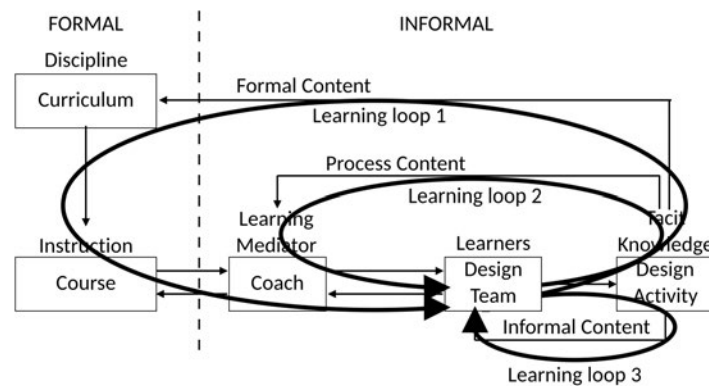 FORMAL
INFORMAL
Discipline
Curriculum
Formal Content
Learning loop 1
Process Content
Learning loop 2
Instruction
Course
Learning
Mediator
Coach
Learners
Design
Team
Tacit
Knowledge
Design
Activity
Informal Content
Learning loop 3